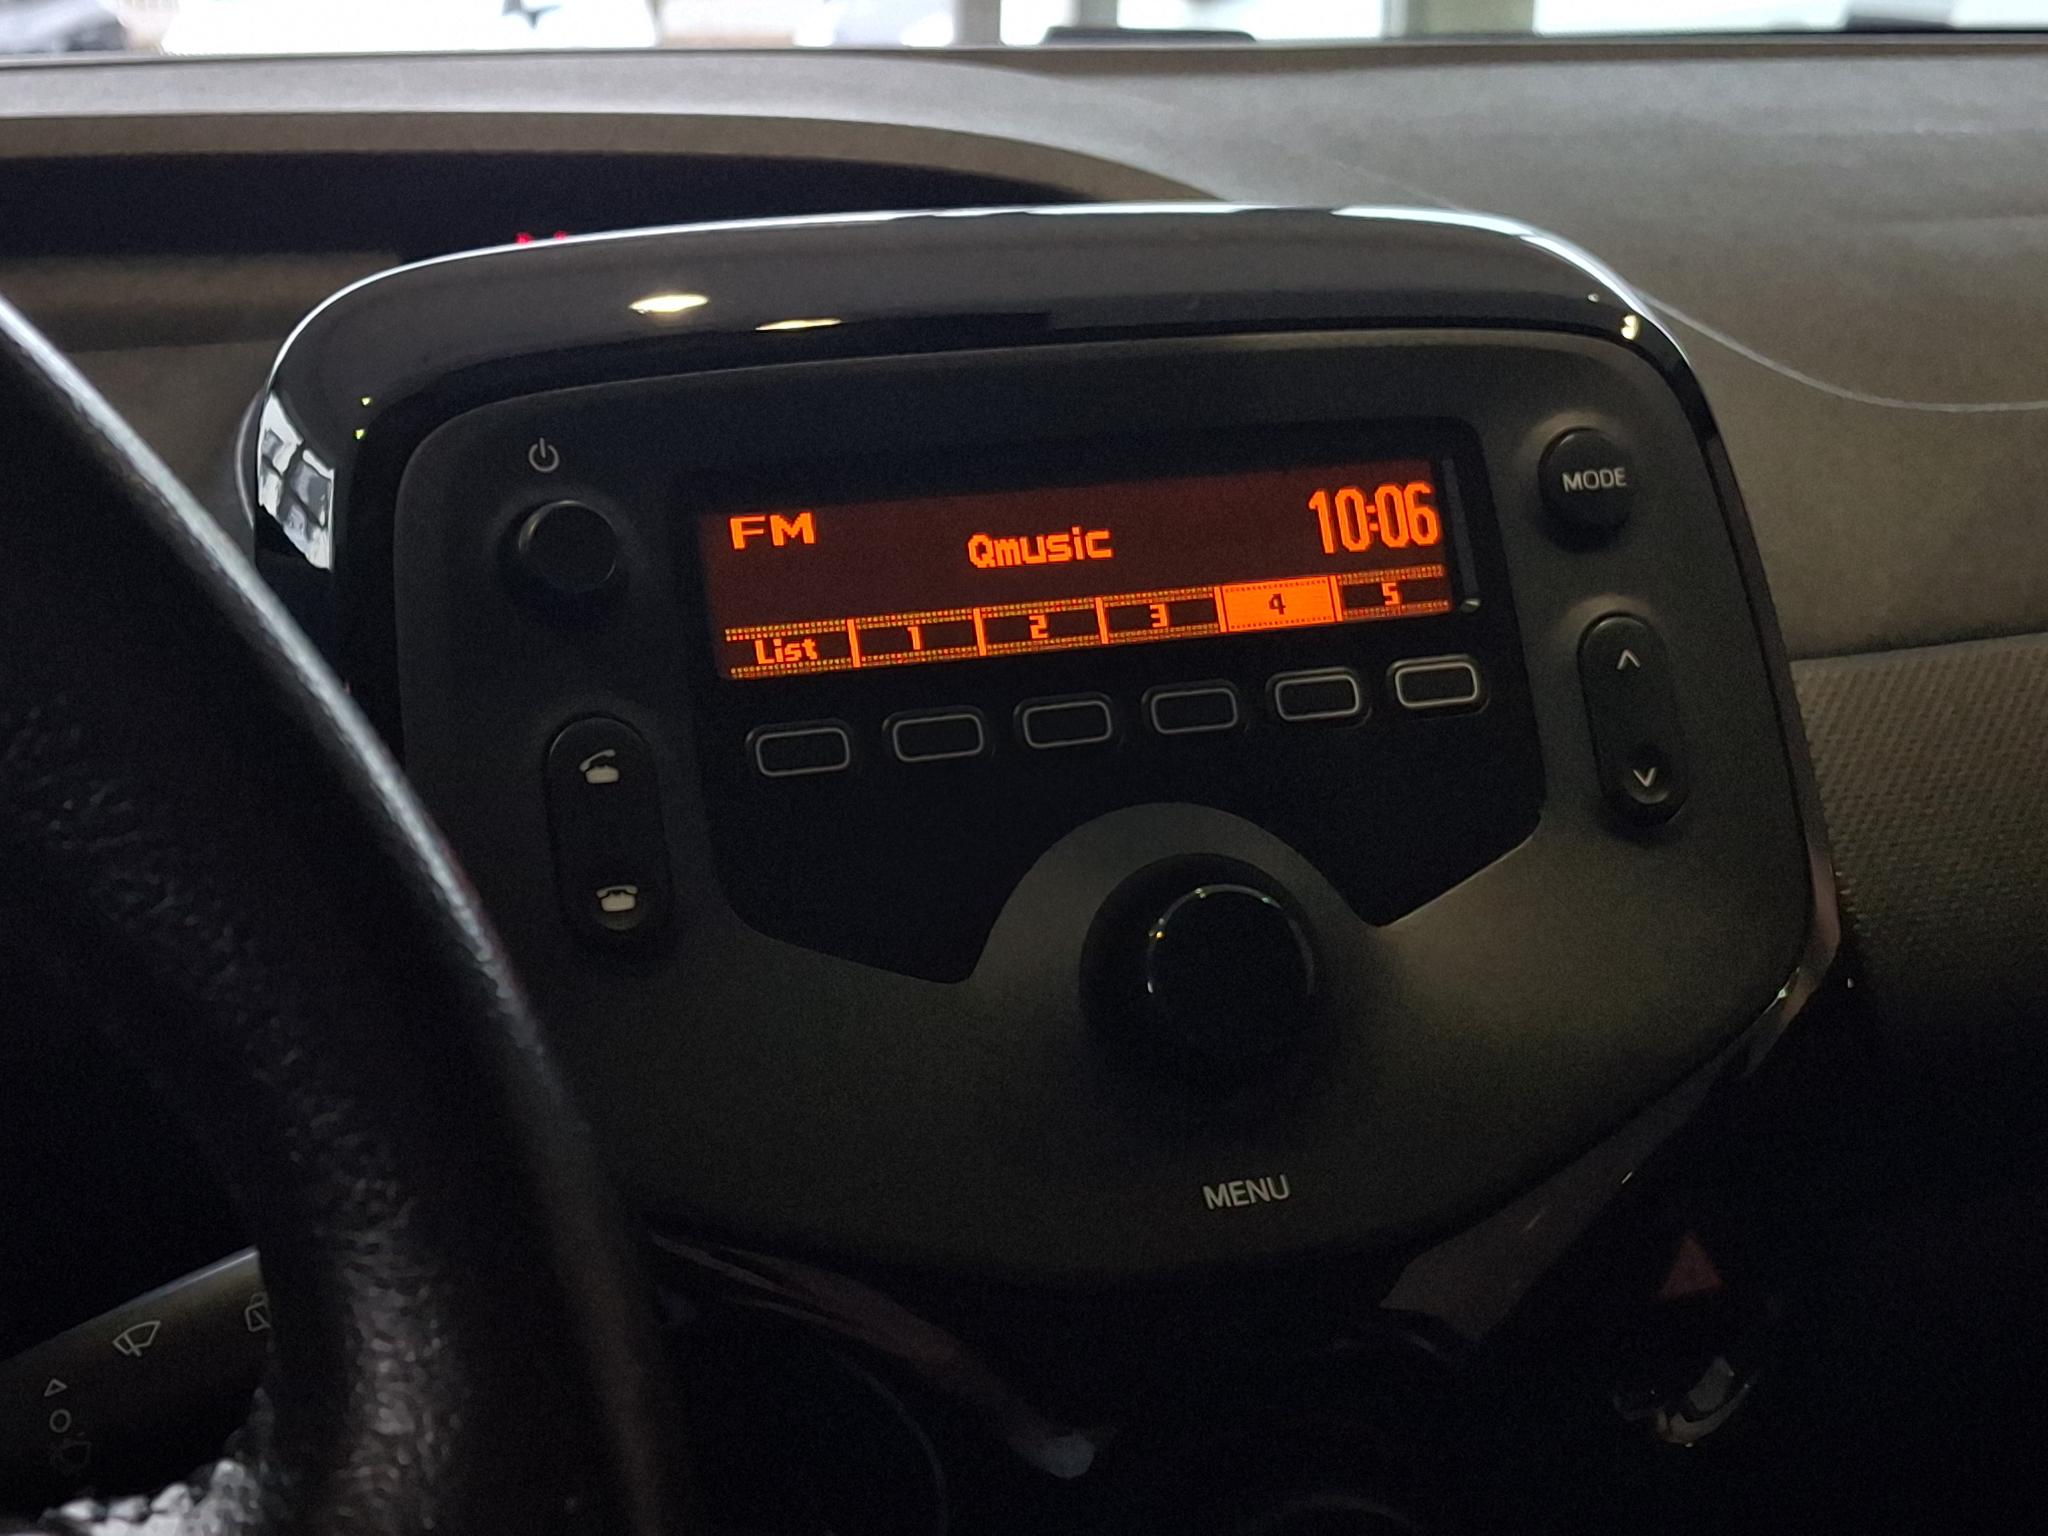 FM Qmusic 10:06
List 1 2 3 4 5
MODE
MENU